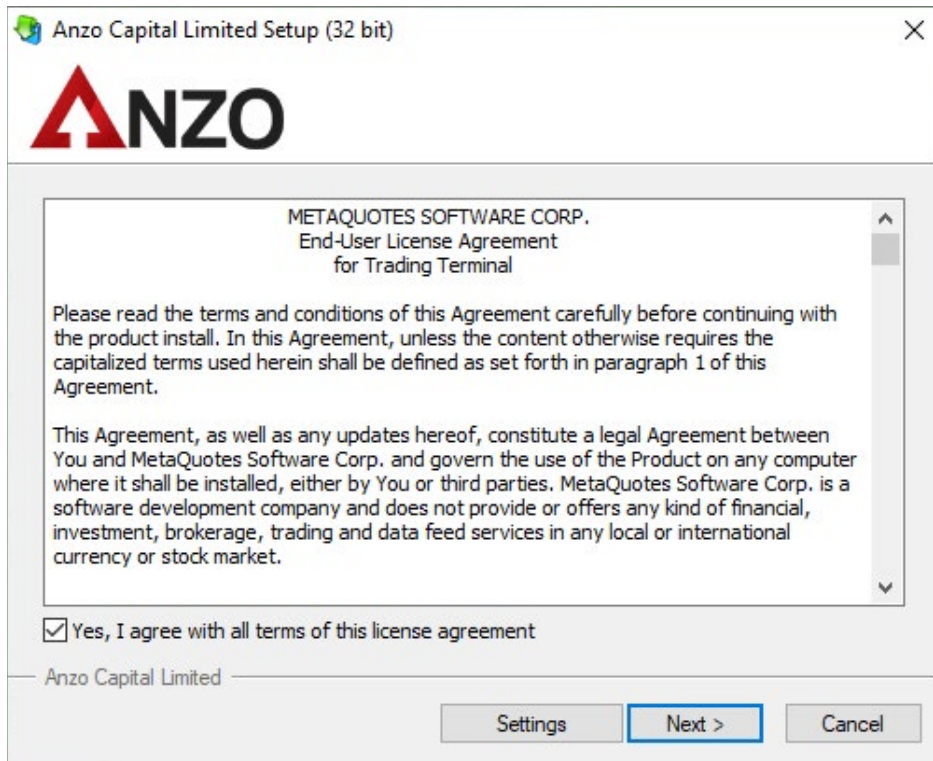 Anzo Capital Limited Setup (32 bit)
ANZO
METAQUOTES SOFTWARE CORP.
End-User License Agreement
for Trading Terminal
Please read the terms and conditions of this Agreement carefully before continuing with
the product install. In this Agreement, unless the content otherwise requires the
capitalized terms used herein shall be defined as set forth in paragraph 1 of this
Agreement.
This Agreement, as well as any updates hereof, constitute a legal Agreement between
You and MetaQuotes Software Corp. and govern the use of the Product on any computer
where it shall be installed, either by You or third parties. MetaQuotes Software Corp. is a
software development company and does not provide or offers any kind of financial,
investment, brokerage, trading and data feed services in any local or international
currency or stock market.
Yes, I agree with all terms of this license agreement
Anzo Capital Limited
Settings
Next >
Cancel